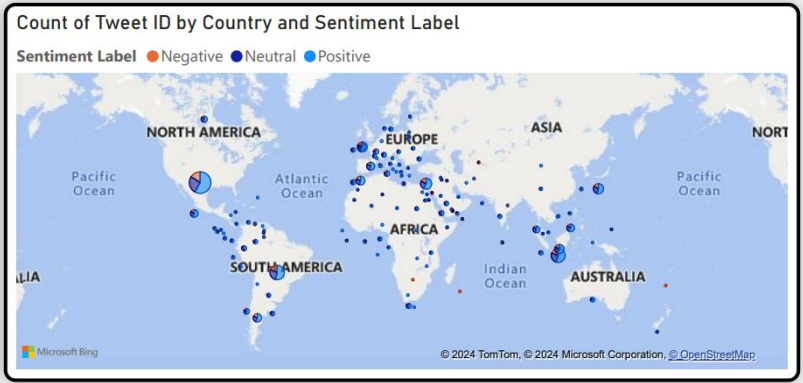 Count of Tweet ID by Country and Sentiment Label
Sentiment Label Negative Neutral Positive
NORTH AMERICA
EUROPE
ASIA
NORT
Pacific
Ocean
Atlantic
Ocean
Pacific
Ocean
AFRICA
SOUTH AMERICA
Indian
Ocean
ALIA
AUSTRALIA
Microsoft Bing
© 2024 TomTom, © 2024 Microsoft Corporation, © OpenStreetMap